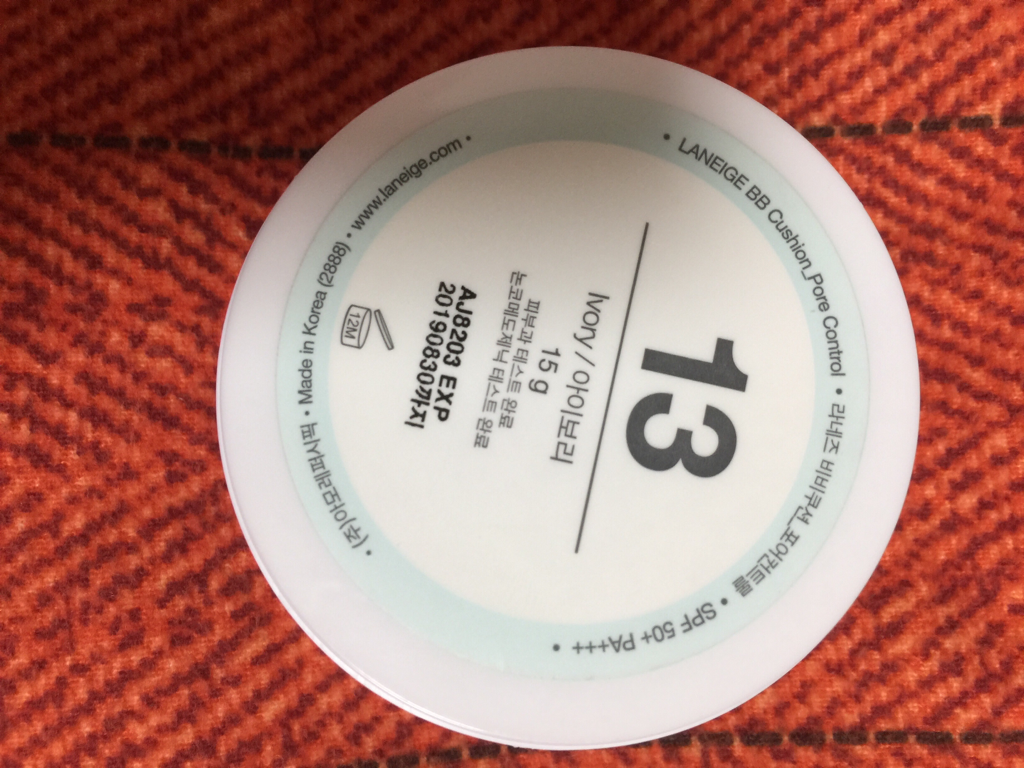 • LANEIGE BB Cushion_Pore Control • 라네즈 비비쿠션_포어컨트롤 • SPF 50+ PA+++ •
13
Ivory / 아이보리
15 g
피부과 테스트 완료
논코메도제닉 테스트 완료
AJ8203 EXP
20190830까지
12M
• (주)아모레퍼시픽 • Made in Korea (2888) • www.laneige.com •